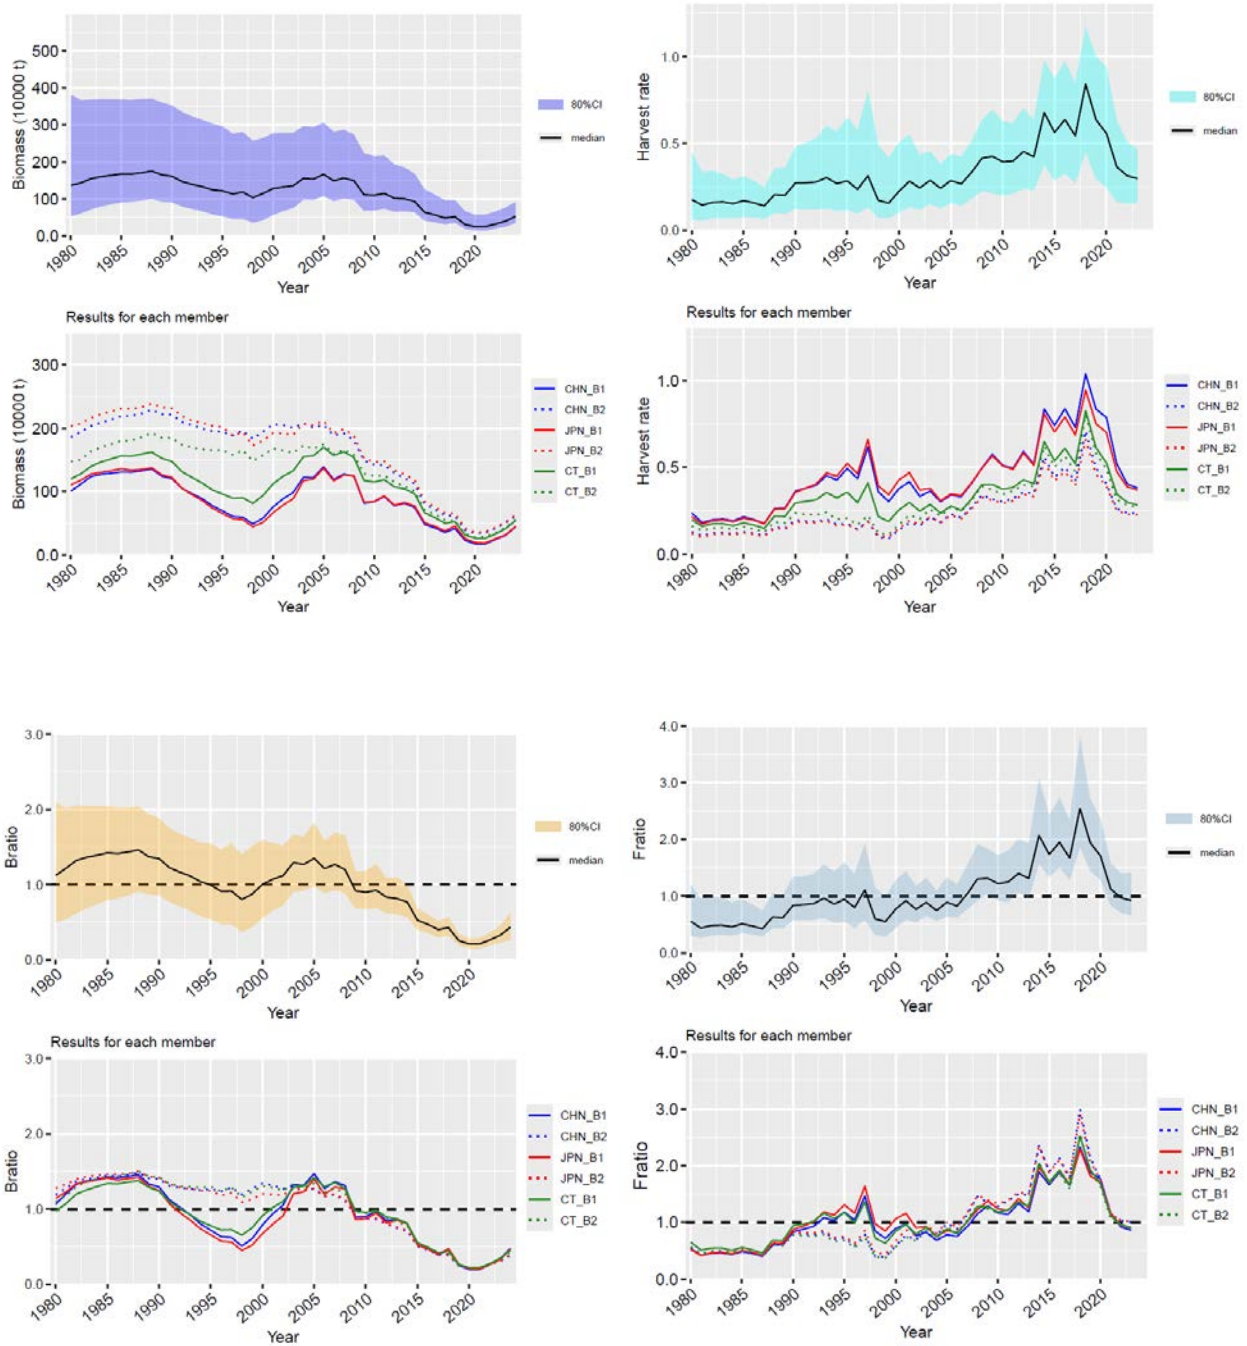 Biomass (10000 t)
500
400
300
200
100
0.0
1980
1985
1990
1995
2000
2005
2010
2015
2020
Year
80%CI
median
Harvest rate
1.0
0.5
0.0
1980
1985
1990
1995
2000
2005
2010
2015
2020
Year
80%CI
median
Results for each member
Biomass (10000 t)
300
200
100
0.0
1980
1985
1990
1995
2000
2005
2010
2015
2020
Year
CHN_B1
CHN_B2
JPN_B1
JPN_B2
CT_B1
CT_B2
Results for each member
Harvest rate
1.0
0.5
0.0
1980
1985
1990
1995
2000
2005
2010
2015
2020
Year
CHN_B1
CHN_B2
JPN_B1
JPN_B2
CT_B1
CT_B2
Bratio
3.0
2.0
1.0
0.0
1980
1985
1990
1995
2000
2005
2010
2015
2020
Year
80%CI
median
Fratio
4.0
3.0
2.0
1.0
0.0
1980
1985
1990
1995
2000
2005
2010
2015
2020
Year
80%CI
median
Results for each member
Bratio
3.0
2.0
1.0
0.0
1980
1985
1990
1995
2000
2005
2010
2015
2020
Year
CHN_B1
CHN_B2
JPN_B1
JPN_B2
CT_B1
CT_B2
Results for each member
Fratio
4.0
3.0
2.0
1.0
0.0
1980
1985
1990
1995
2000
2005
2010
2015
2020
Year
CHN_B1
CHN_B2
JPN_B1
JPN_B2
CT_B1
CT_B2